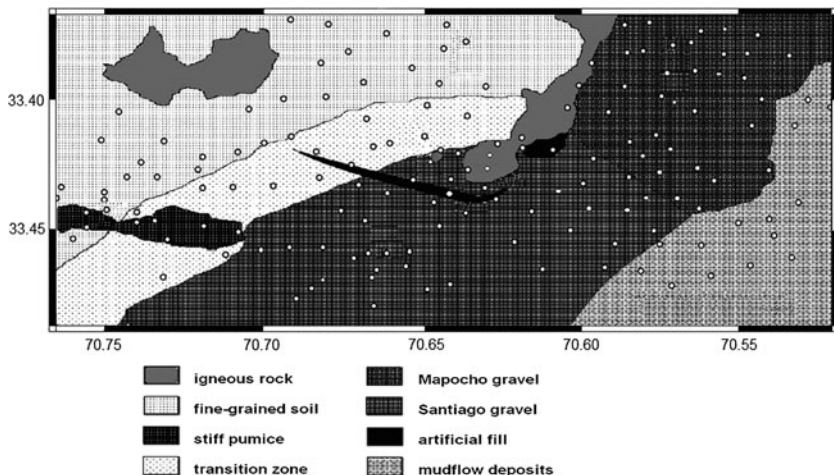 33.40
33.45
70.75 70.70 70.65 70.60 70.55
igneous rock Mapocho gravel
fine-grained soil Santiago gravel
stiff pumice artificial fill
transition zone mudflow deposits